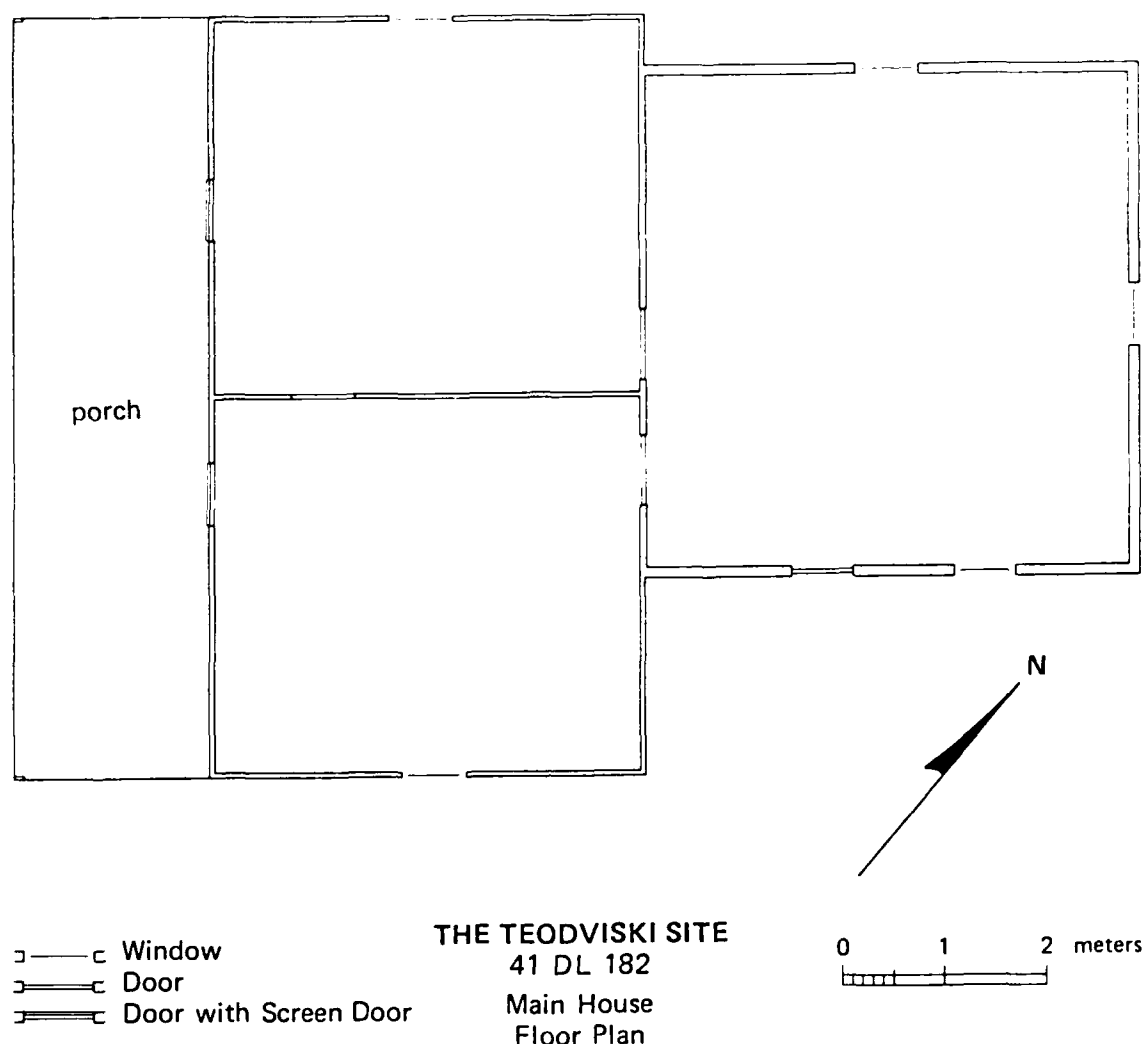 porch
N
Window
Door
Door with Screen Door
THE TEODVISKI SITE
41 DL 182
Main House
Floor Plan
0 1 2 meters